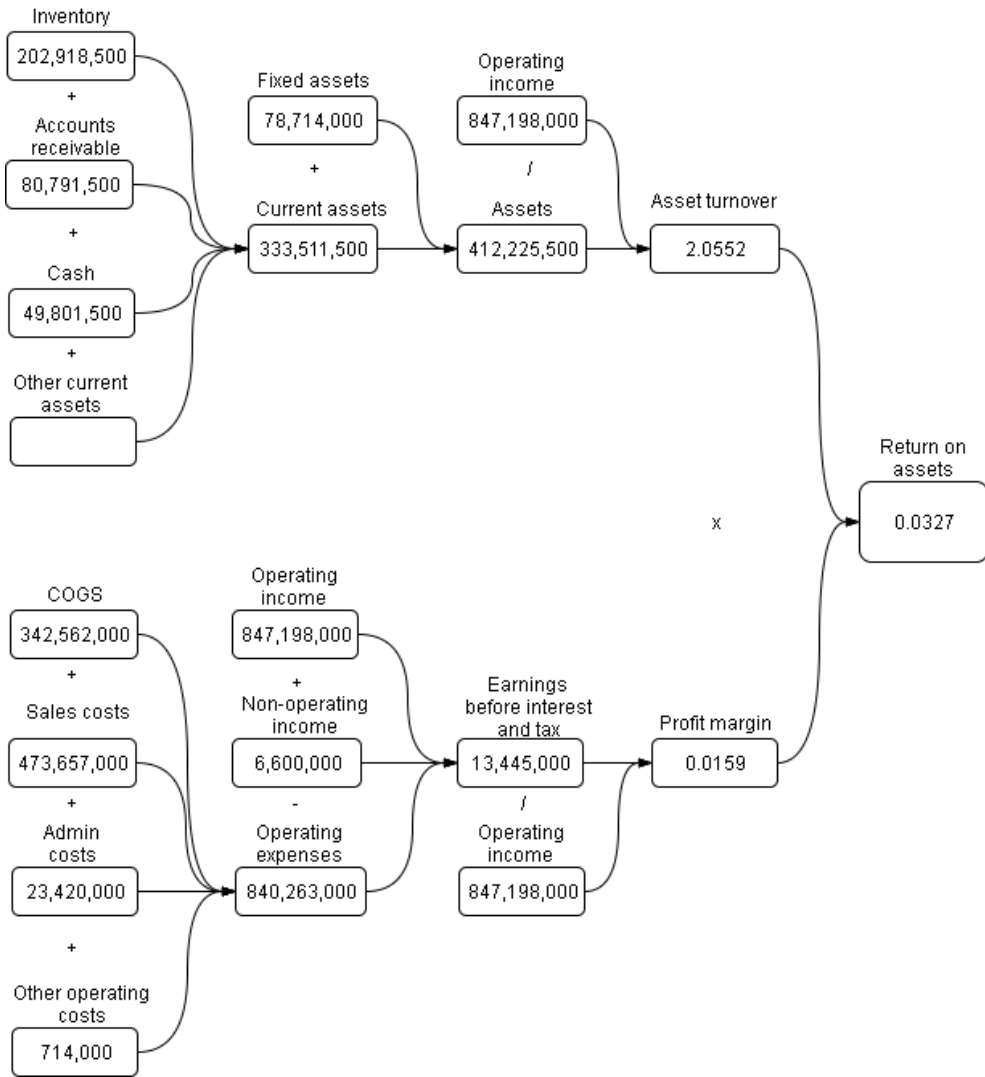 Inventory
202,918,500
+
Accounts
receivable
80,791,500
+
Cash
49,801,500
+
Other current
assets
Fixed assets
78,714,000
+
Current assets
333,511,500
Operating
income
847,198,000
/
Assets
412,225,500
Asset turnover
2.0552
x
Return on
assets
0.0327
COGS
342,562,000
+
Sales costs
473,657,000
+
Admin
costs
23,420,000
+
Other operating
costs
714,000
Operating
income
847,198,000
+
Non-operating
income
6,600,000
-
Operating
expenses
840,263,000
Earnings
before interest
and tax
13,445,000
/
Operating
income
847,198,000
Profit margin
0.0159